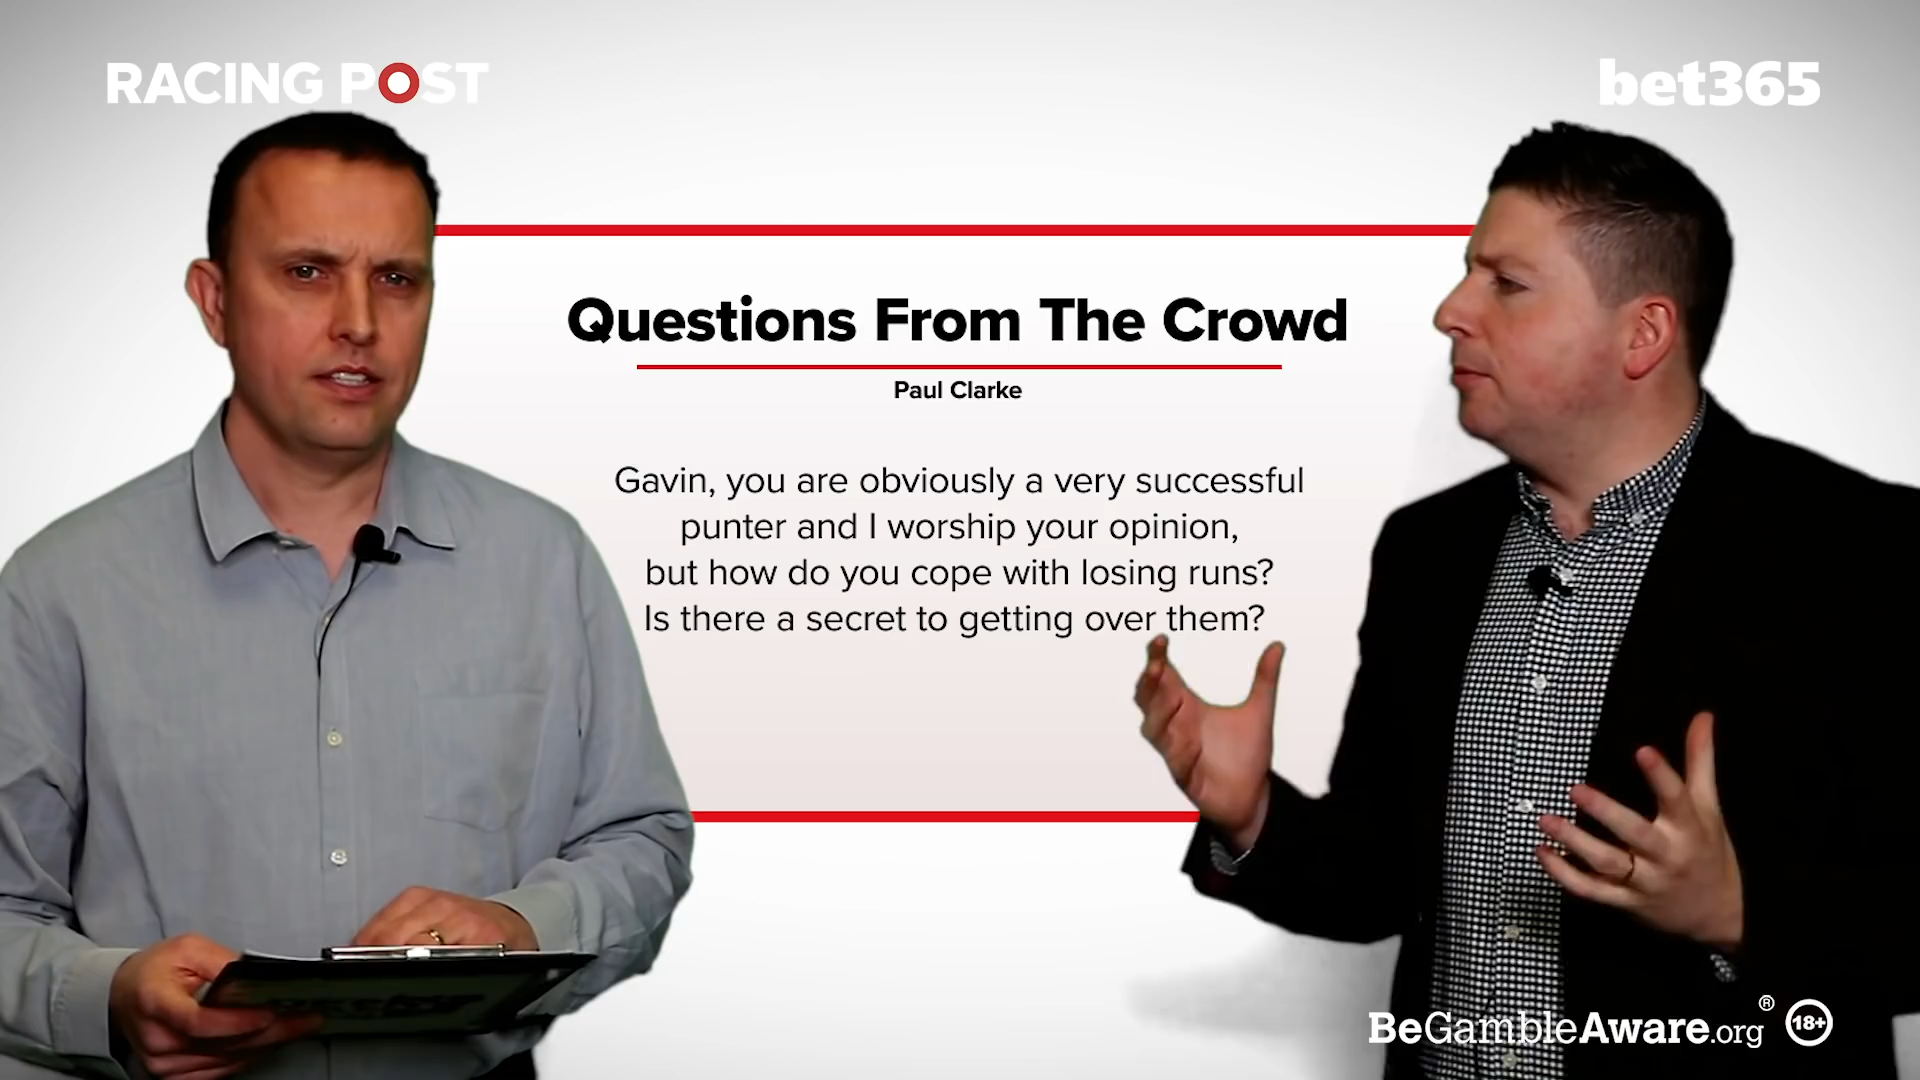 RACING POST
bet365
Questions From The Crowd
Paul Clarke
Gavin, you are obviously a very successful
punter and I worship your opinion,
but how do you cope with losing runs?
Is there a secret to getting over them?
BeGambleAware.org®
18+